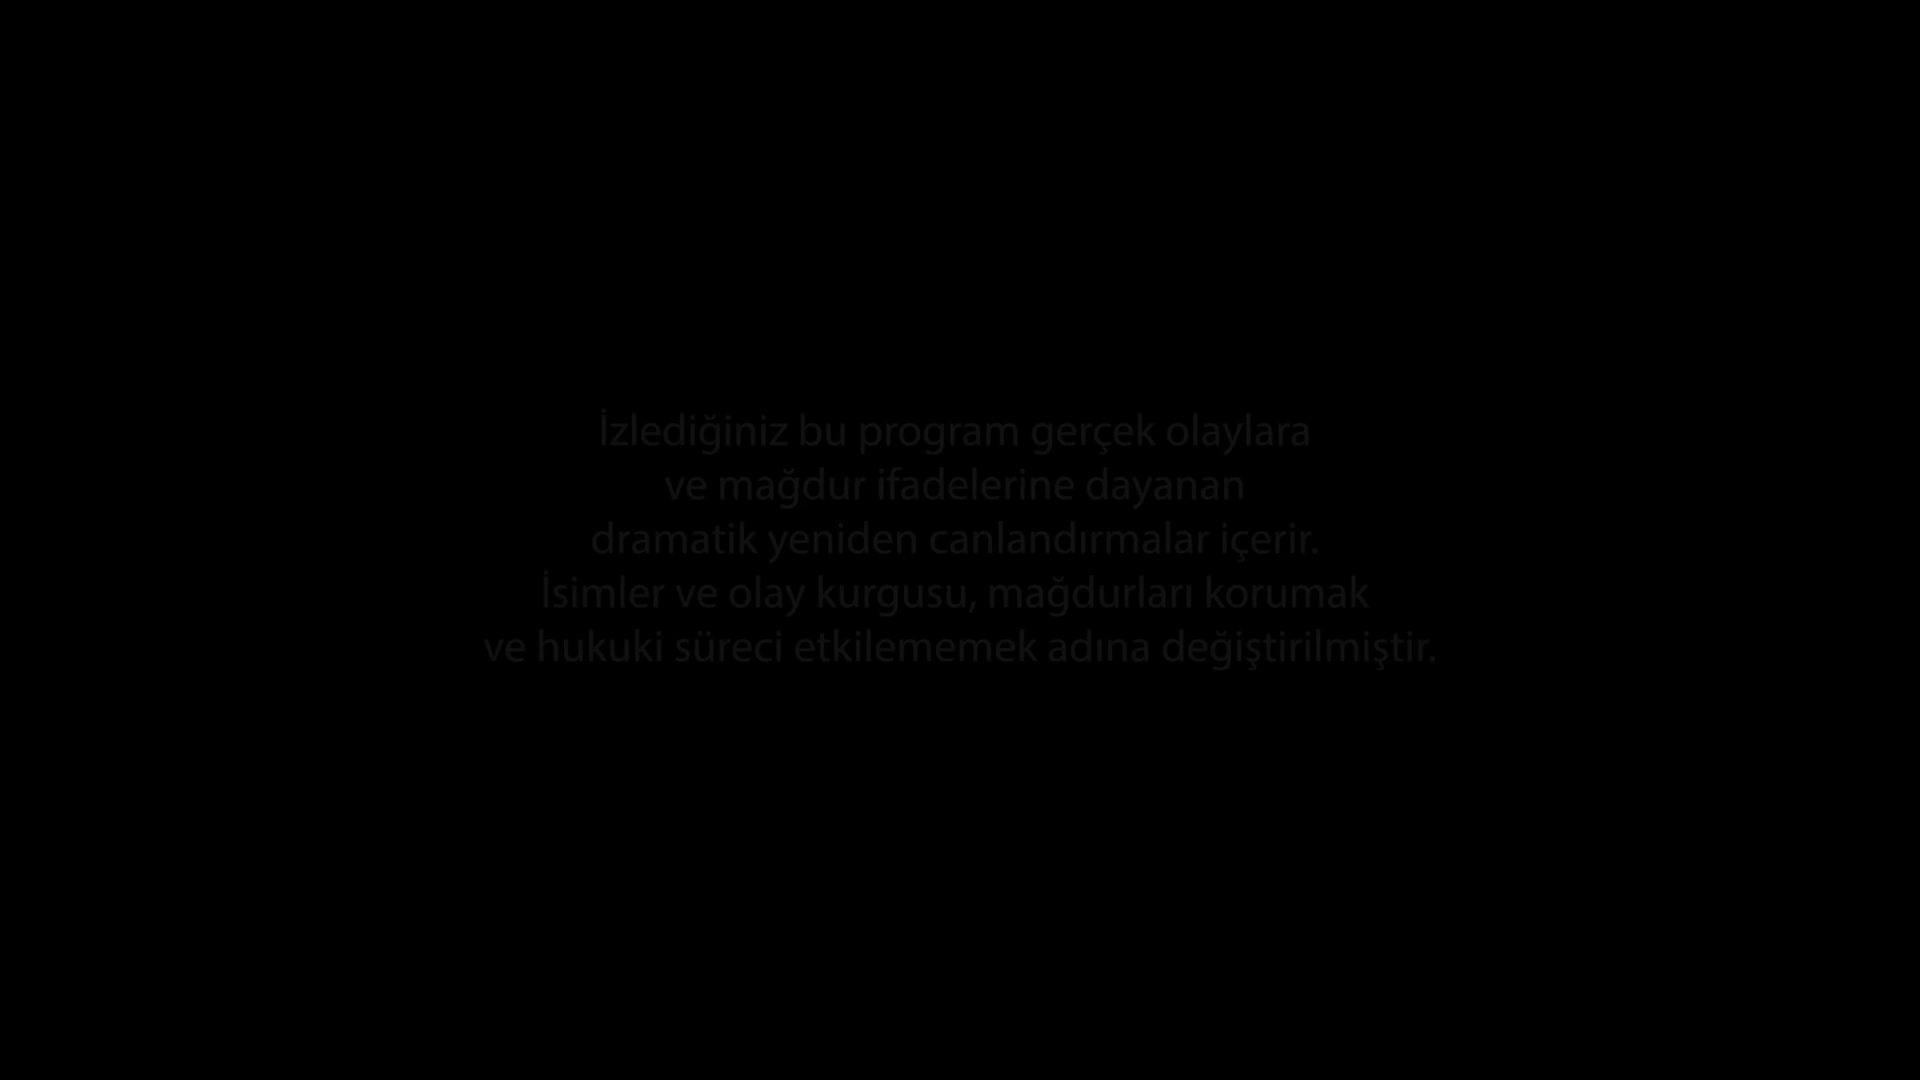 İzlediğiniz bu program gerçek olaylara
ve mağdur ifadelerine dayanan
dramatik yeniden canlandırmalar içerir.
İsimler ve olay kurgusu, mağdurları korumak
ve hukuki süreci etkilememek adına değiştirilmiştir.